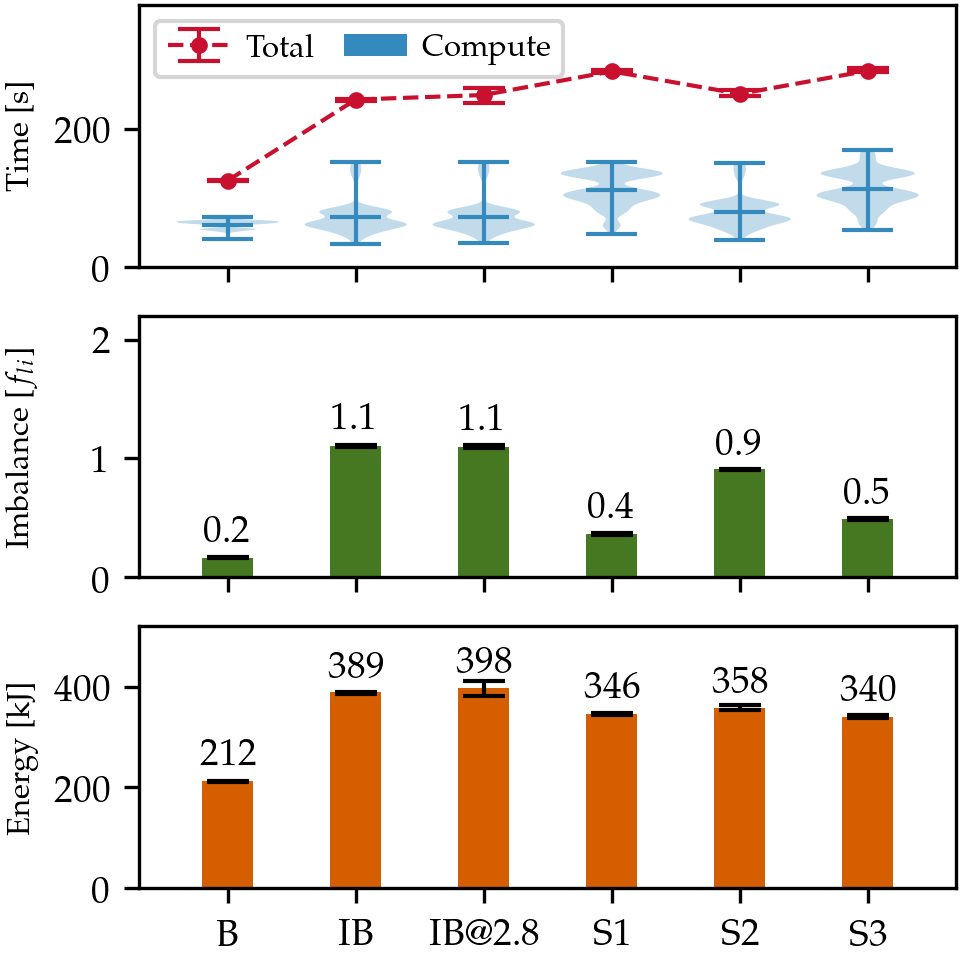 Total Compute
Time [s]
200
0
Imbalance [f_li]
2
1
0
0.2 1.1 1.1 0.4 0.9 0.5
Energy [kJ]
400
200
0
212 389 398 346 358 340
B IB IB@2.8 S1 S2 S3